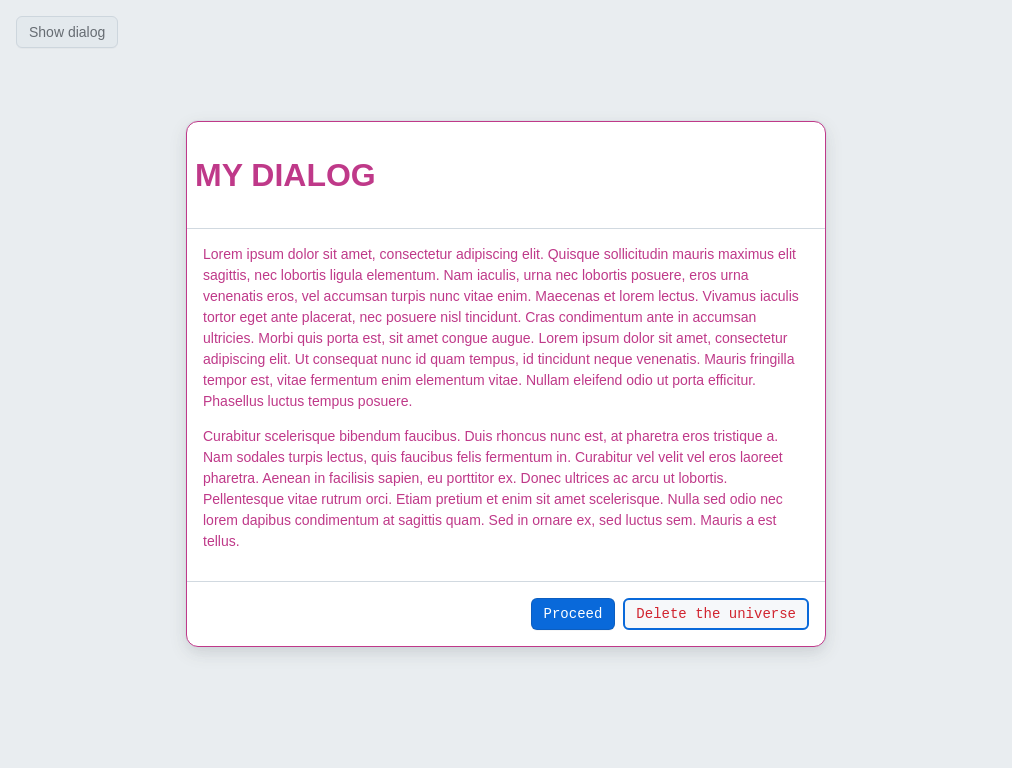 Show dialog
MY DIALOG
Lorem ipsum dolor sit amet, consectetur adipiscing elit. Quisque sollicitudin mauris maximus elit
sagittis, nec lobortis ligula elementum. Nam iaculis, urna nec lobortis posuere, eros urna
venenatis eros, vel accumsan turpis nunc vitae enim. Maecenas et lorem lectus. Vivamus iaculis
tortor eget ante placerat, nec posuere nisl tincidunt. Cras condimentum ante in accumsan
ultricies. Morbi quis porta est, sit amet congue augue. Lorem ipsum dolor sit amet, consectetur
adipiscing elit. Ut consequat nunc id quam tempus, id tincidunt neque venenatis. Mauris fringilla
tempor est, vitae fermentum enim elementum vitae. Nullam eleifend odio ut porta efficitur.
Phasellus luctus tempus posuere.
Curabitur scelerisque bibendum faucibus. Duis rhoncus nunc est, at pharetra eros tristique a.
Nam sodales turpis lectus, quis faucibus felis fermentum in. Curabitur vel velit vel eros laoreet
pharetra. Aenean in facilisis sapien, eu porttitor ex. Donec ultrices ac arcu ut lobortis.
Pellentesque vitae rutrum orci. Etiam pretium et enim sit amet scelerisque. Nulla sed odio nec
lorem dapibus condimentum at sagittis quam. Sed in ornare ex, sed luctus sem. Mauris a est
tellus.
Proceed
Delete the universe